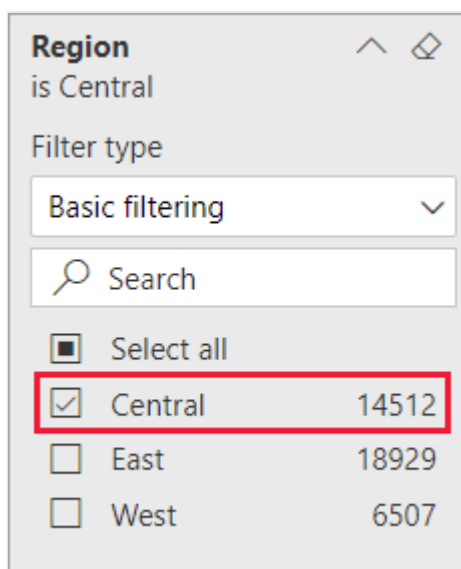 Region
is Central
Filter type
Basic filtering
Search
Select all
Central 14512
East 18929
West 6507